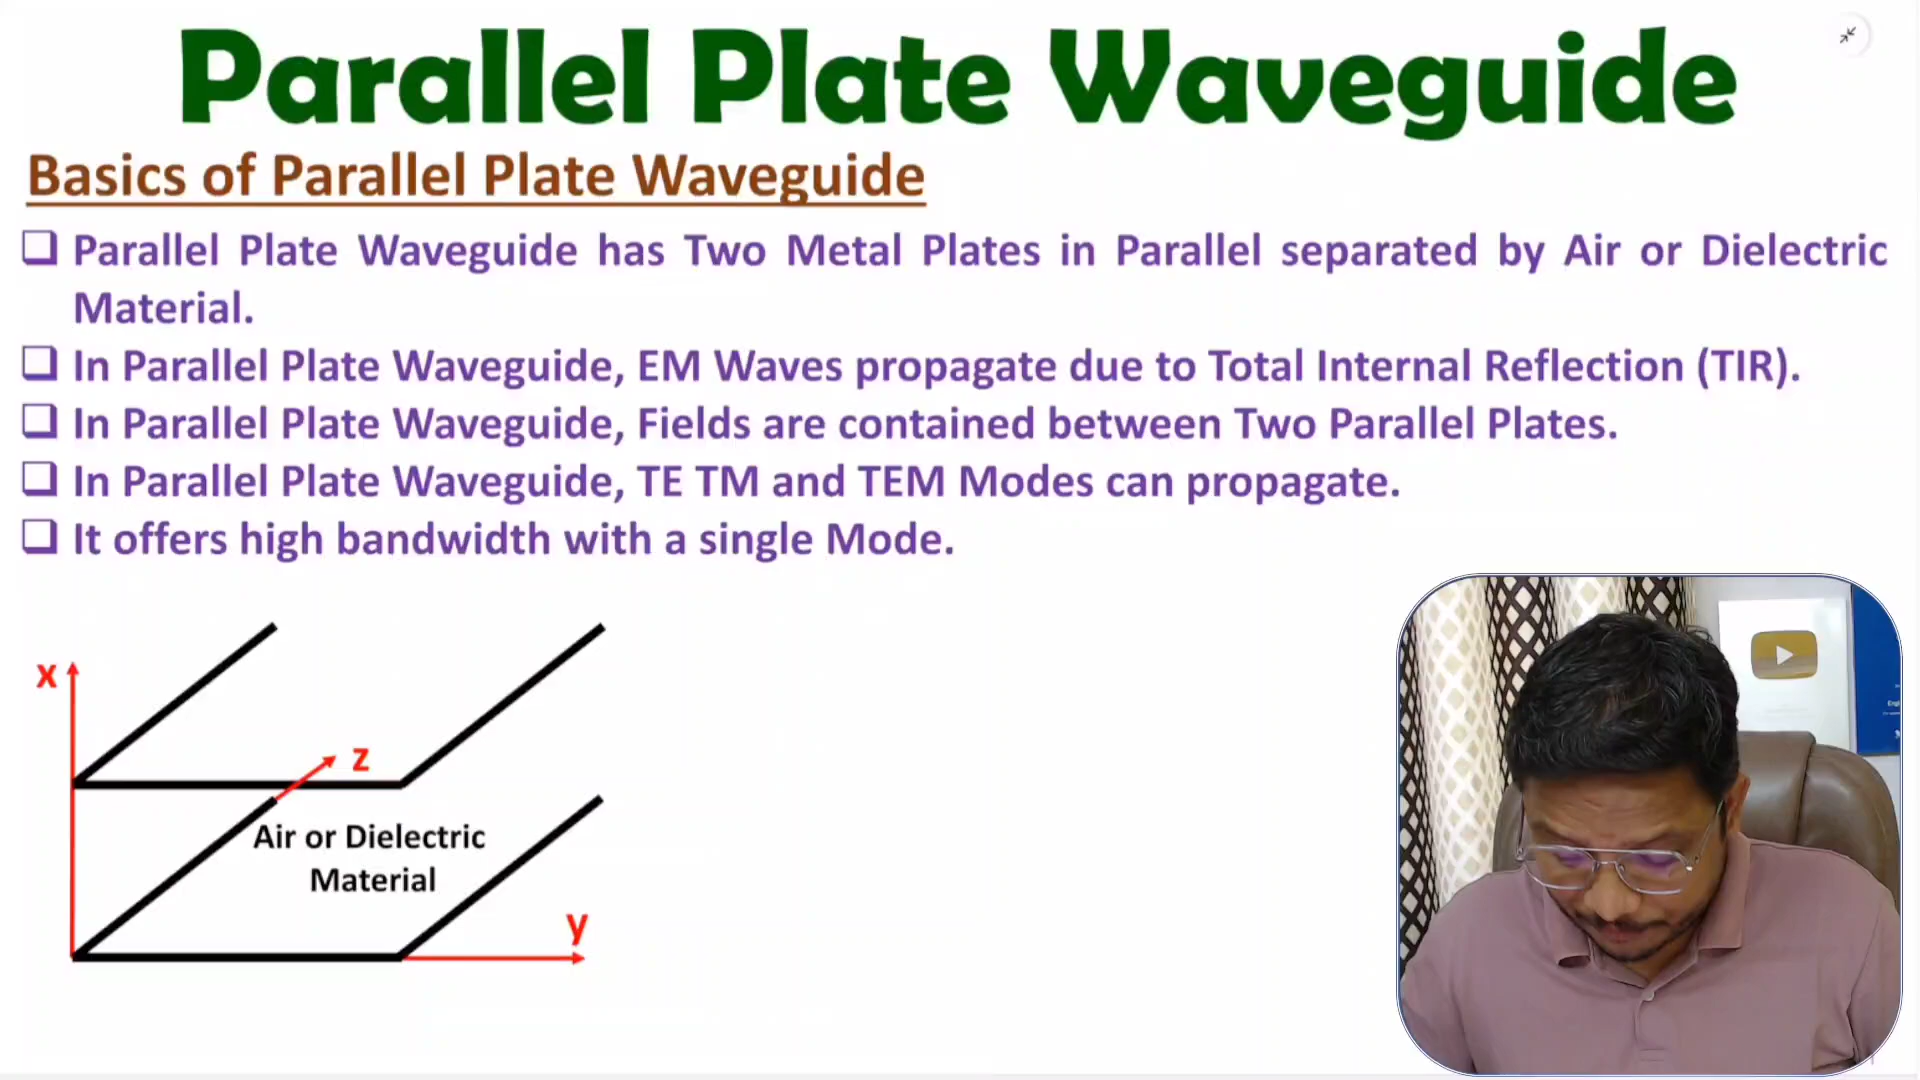 Parallel Plate Waveguide
Basics of Parallel Plate Waveguide
❑ Parallel Plate Waveguide has Two Metal Plates in Parallel separated by Air or Dielectric
Material.
❑ In Parallel Plate Waveguide, EM Waves propagate due to Total Internal Reflection (TIR).
❑ In Parallel Plate Waveguide, Fields are contained between Two Parallel Plates.
❑ In Parallel Plate Waveguide, TE TM and TEM Modes can propagate.
❑ It offers high bandwidth with a single Mode.
x
z
Air or Dielectric
Material
y